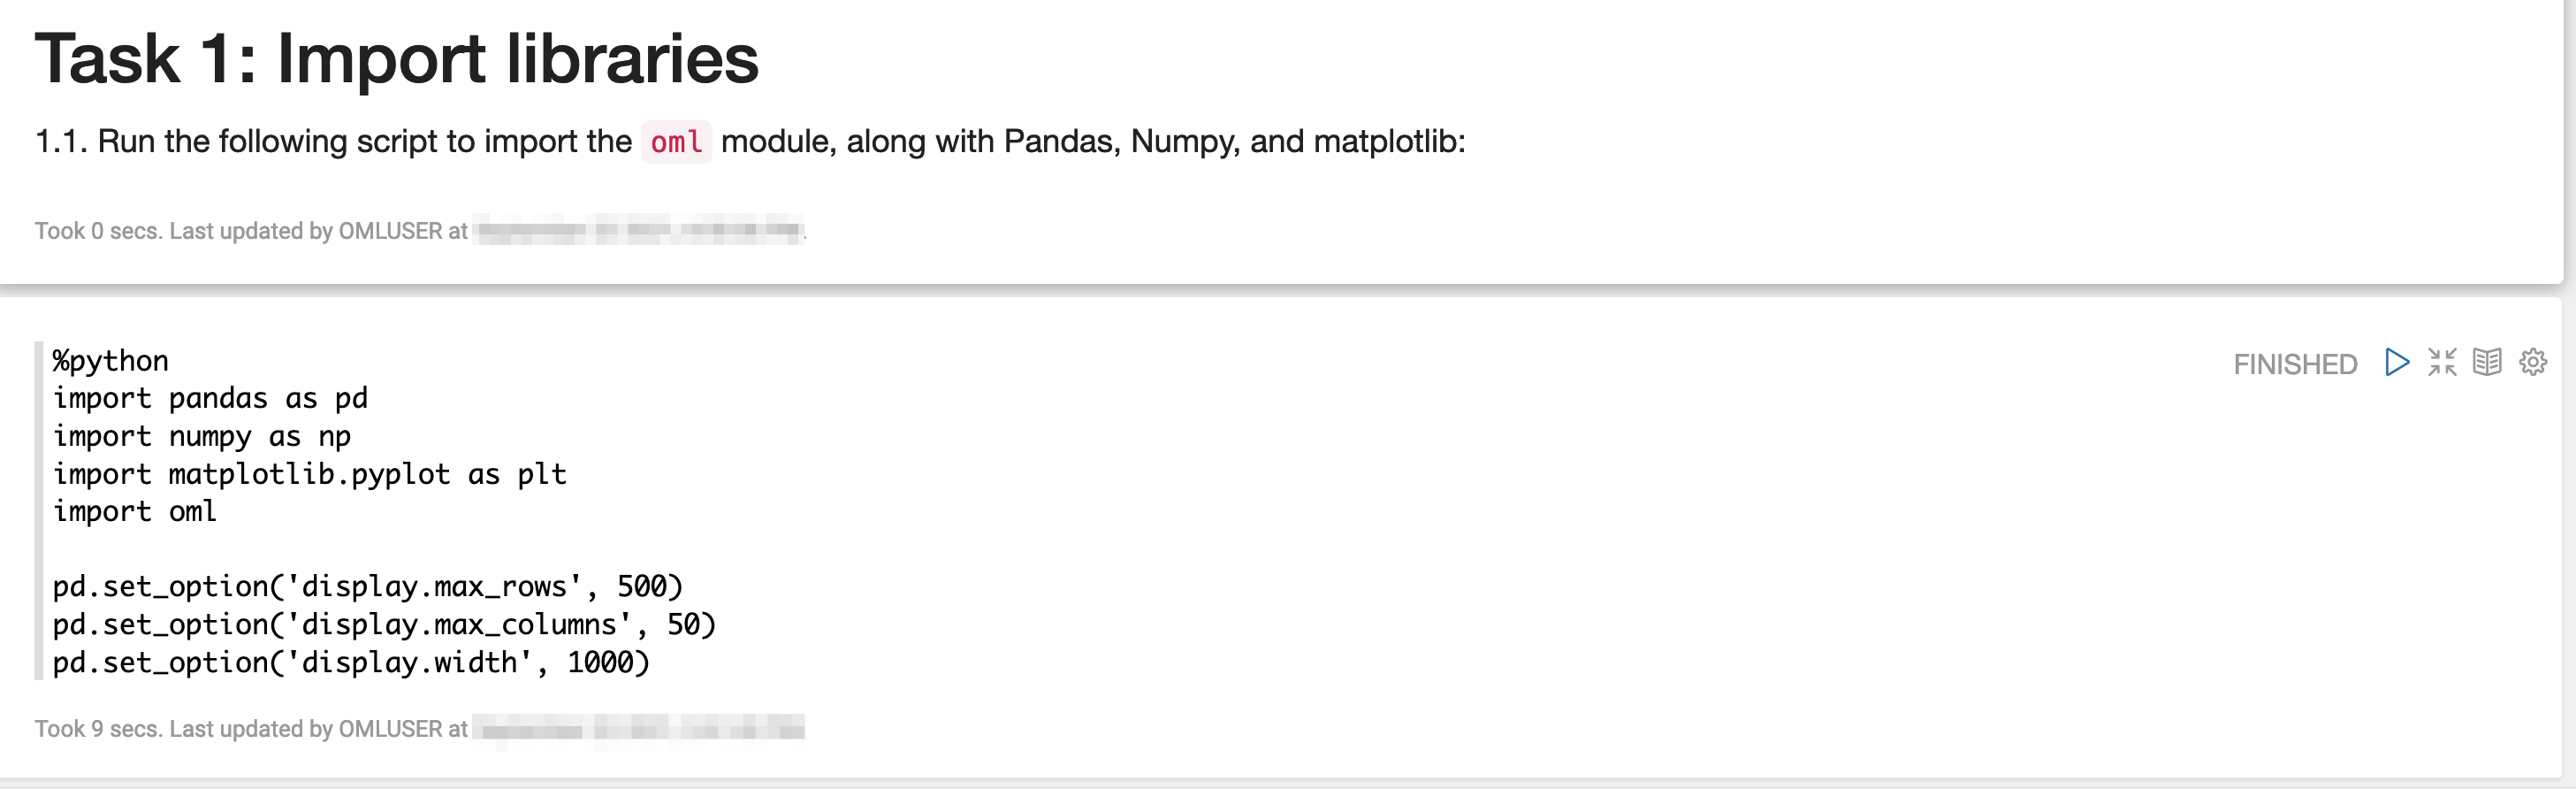 Task 1: Import libraries
1.1. Run the following script to import the oml module, along with Pandas, Numpy, and matplotlib:
Took 0 secs. Last updated by OMLUSER at
%python
FINISHED
import pandas as pd
import numpy as np
import matplotlib.pyplot as plt
import oml
pd.set_option('display.max_rows', 500)
pd.set_option('display.max_columns', 50)
pd.set_option('display.width', 1000)
Took 9 secs. Last updated by OMLUSER at